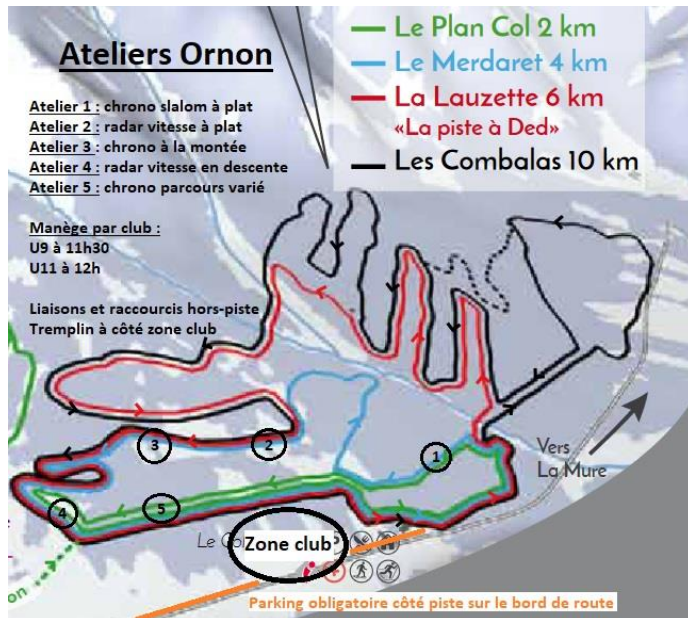 Ateliers Ornon
Le Plan Col 2 km
Le Merdaret 4 km
La Lauzette 6 km
«La piste à Ded»
Les Combalas 10 km
Atelier 1 : chrono slalom à plat
Atelier 2 : radar vitesse à plat
Atelier 3 : chrono à la montée
Atelier 4 : radar vitesse en descente
Atelier 5 : chrono parcours varié
Manège par club :
U9 à 11h30
U11 à 12h
Liaisons et raccourcis hors-piste
Tremplin à côté zone club
3
2
1
Vers
La Mure
4
5
Le Co
Zone club
Parking obligatoire côté piste sur le bord de route